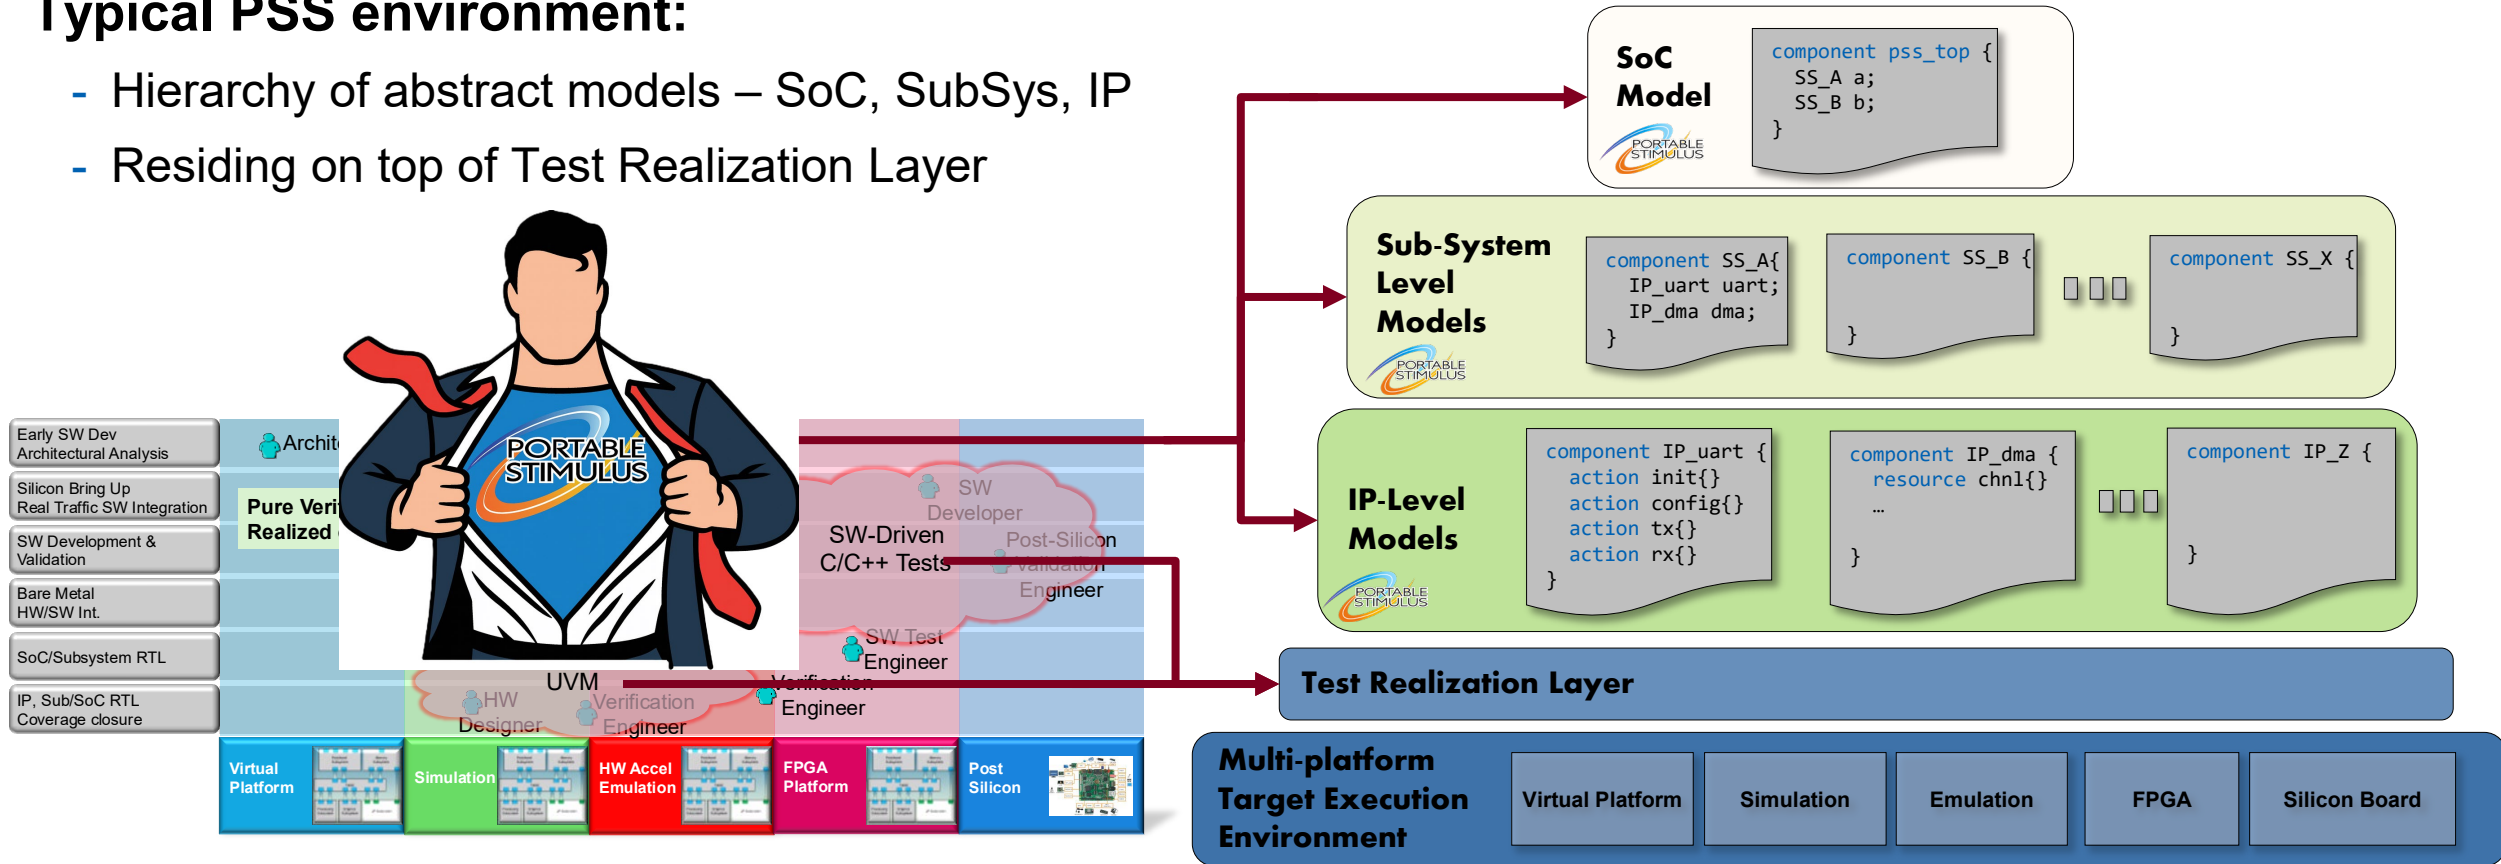 Typical PSS environment:
- Hierarchy of abstract models – SoC, SubSys, IP
- Residing on top of Test Realization Layer
SoC
Model
PORTABLE
STIMULUS
component pss_top {
SS_A a;
SS_B b;
}
Sub-System
Level
Models
PORTABLE
STIMULUS
component SS_A{
IP_uart uart;
IP_dma dma;
}
component SS_B {
}
component SS_X {
}
IP-Level
Models
PORTABLE
STIMULUS
component IP_uart {
action init{}
action config{}
action tx{}
action rx{}
}
component IP_dma {
resource chnl{}
…
}
component IP_Z {
}
Test Realization Layer
Multi-platform
Target Execution
Environment
Virtual Platform
Simulation
Emulation
FPGA
Silicon Board
PORTABLE
STIMULUS
Early SW Dev
Architectural Analysis
Silicon Bring Up
Real Traffic SW Integration
SW Development &
Validation
Bare Metal
HW/SW Int.
SoC/Subsystem RTL
IP, Sub/SoC RTL
Coverage closure
Archit
Pure Veri
Realized
SW
Developer
SW-Driven
C/C++ Tests
Post-Silicon
Validation
Engineer
SW Test
Engineer
UVM
HW
Designer
Verification
Engineer
Verification
Engineer
Virtual
Platform
Simulation
HW Accel
Emulation
FPGA
Platform
Post
Silicon